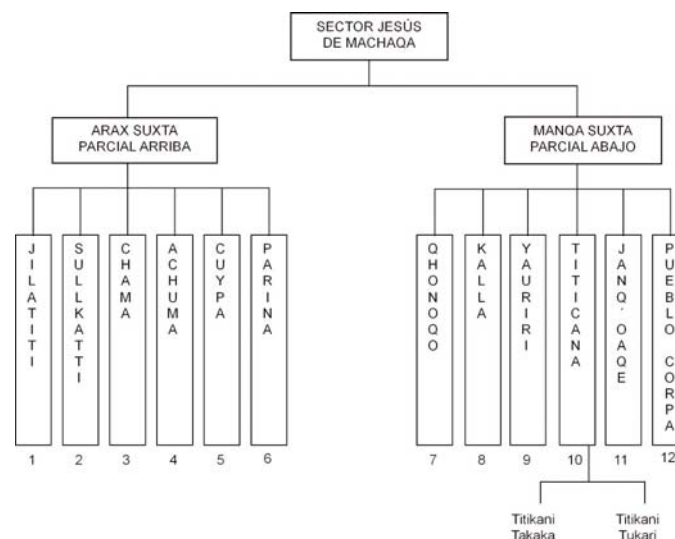 SECTOR JESÚS
DE MACHAQA
ARAX SUXTA
PARCIAL ARRIBA
MANQA SUXTA
PARCIAL ABAJO
JILATITI
SULLKATTI
CHAMA
ACHUMA
CUYPA
PARINA
QHONOQO
KALLA
YAURIRI
TITICANA
JANQ´OAQE
PUEBLO CORPA
1
2
3
4
5
6
7
8
9
10
11
12
Titikani
Takaka
Titikani
Tukari